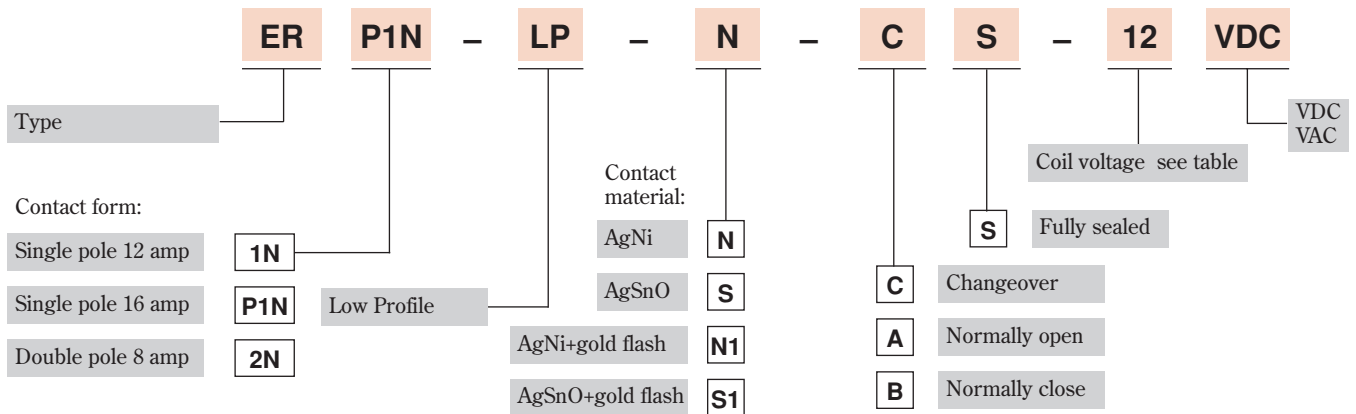 ER P1N – LP – N – C S – 12 VDC
Type
VDC
VAC
Coil voltage see table
Contact form:
Single pole 12 amp 1N
Single pole 16 amp P1N
Double pole 8 amp 2N
Low Profile
Contact
material:
AgNi N
AgSnO S
AgNi+gold flash N1
AgSnO+gold flash S1
S Fully sealed
C Changeover
A Normally open
B Normally close